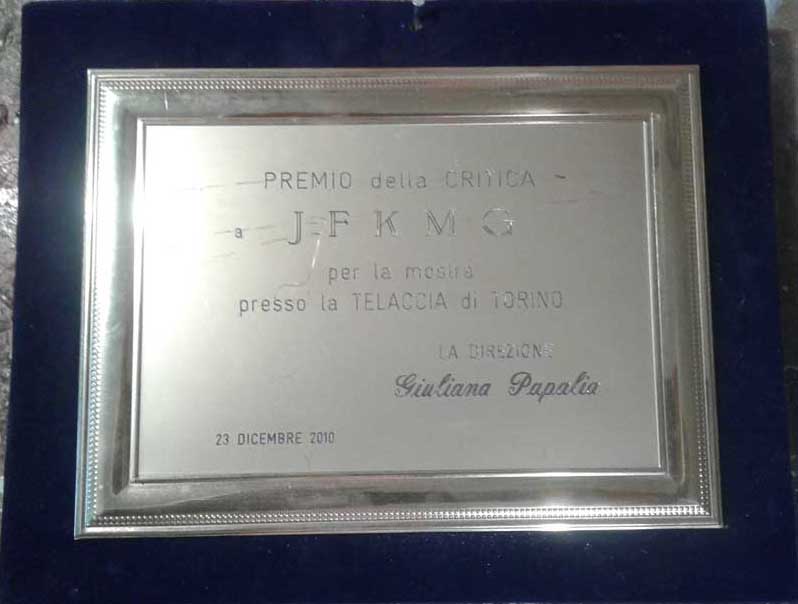 PREMIO della CRITICA
a J F K M G
per la mostra
presso la TELACCIA di TORINO
LA DIREZIONE
Giuliana Papalia
23 DICEMBRE 2010